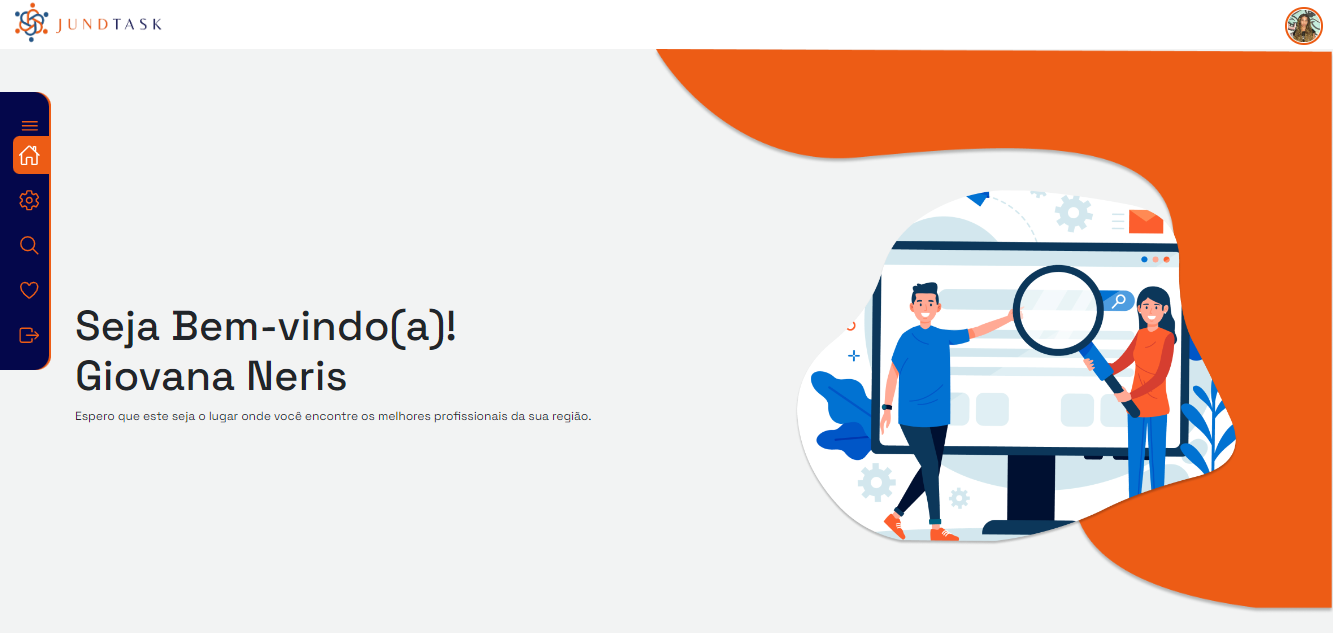 JUNDTASK
Seja Bem-vindo(a)!
Giovana Neris
Espero que este seja o lugar onde você encontre os melhores profissionais da sua região.